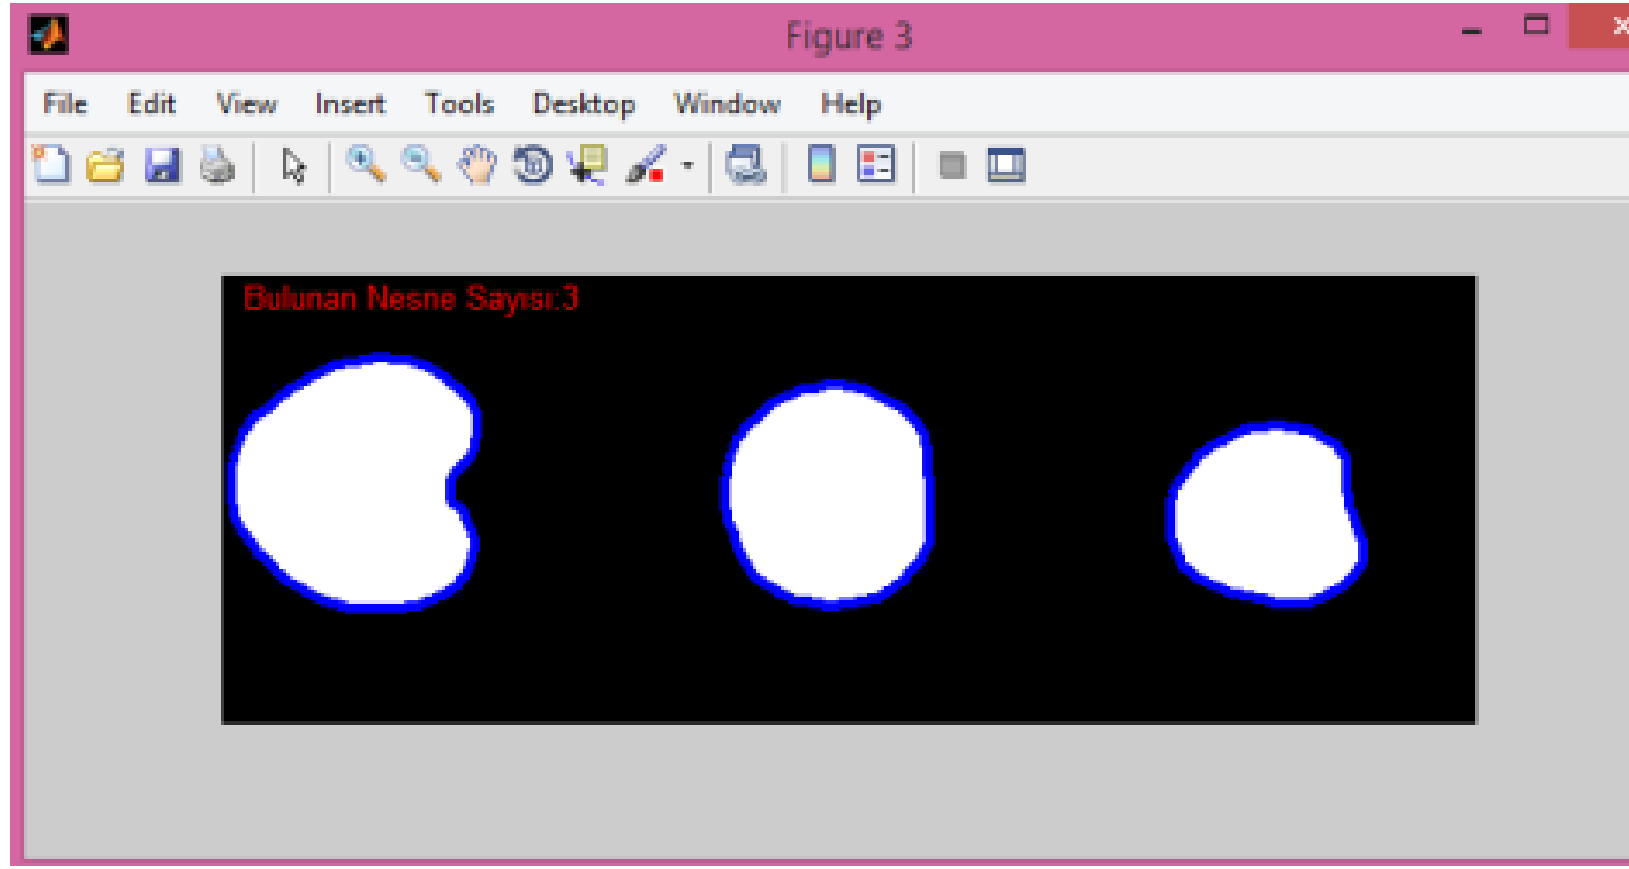 Figure 3
File Edit View Insert Tools Desktop Window Help
Bulunan Nesne Sayısı:3